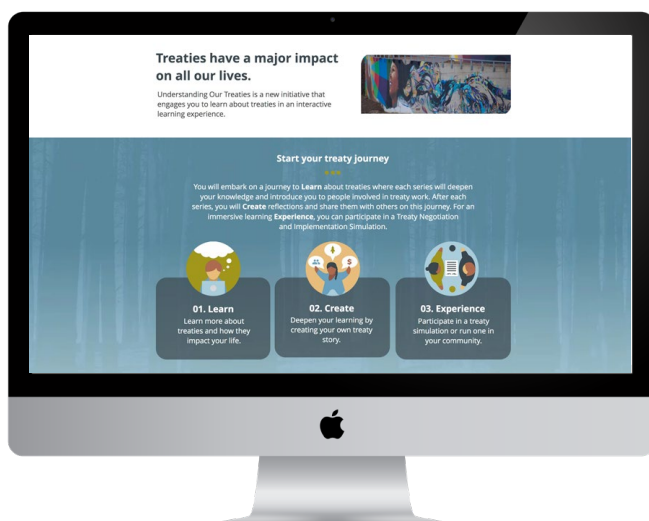 Treaties have a major impact
on all our lives.
Understanding Our Treaties is a new initiative that
engages you to learn about treaties in an interactive
learning experience.
Start your treaty journey
You will embark on a journey to Learn about treaties where each series will deepen
your knowledge and introduce you to people involved in treaty work. After each
series, you will Create reflections and share them with others on this journey. For an
immersive learning Experience, you can participate in a Treaty Negotiation
and Implementation Simulation.
$
01. Learn
Learn more about
treaties and how they
impact your life.
02. Create
Deepen your learning by
creating your own treaty
story.
03. Experience
Participate in a treaty
simulation or run one in
your community.